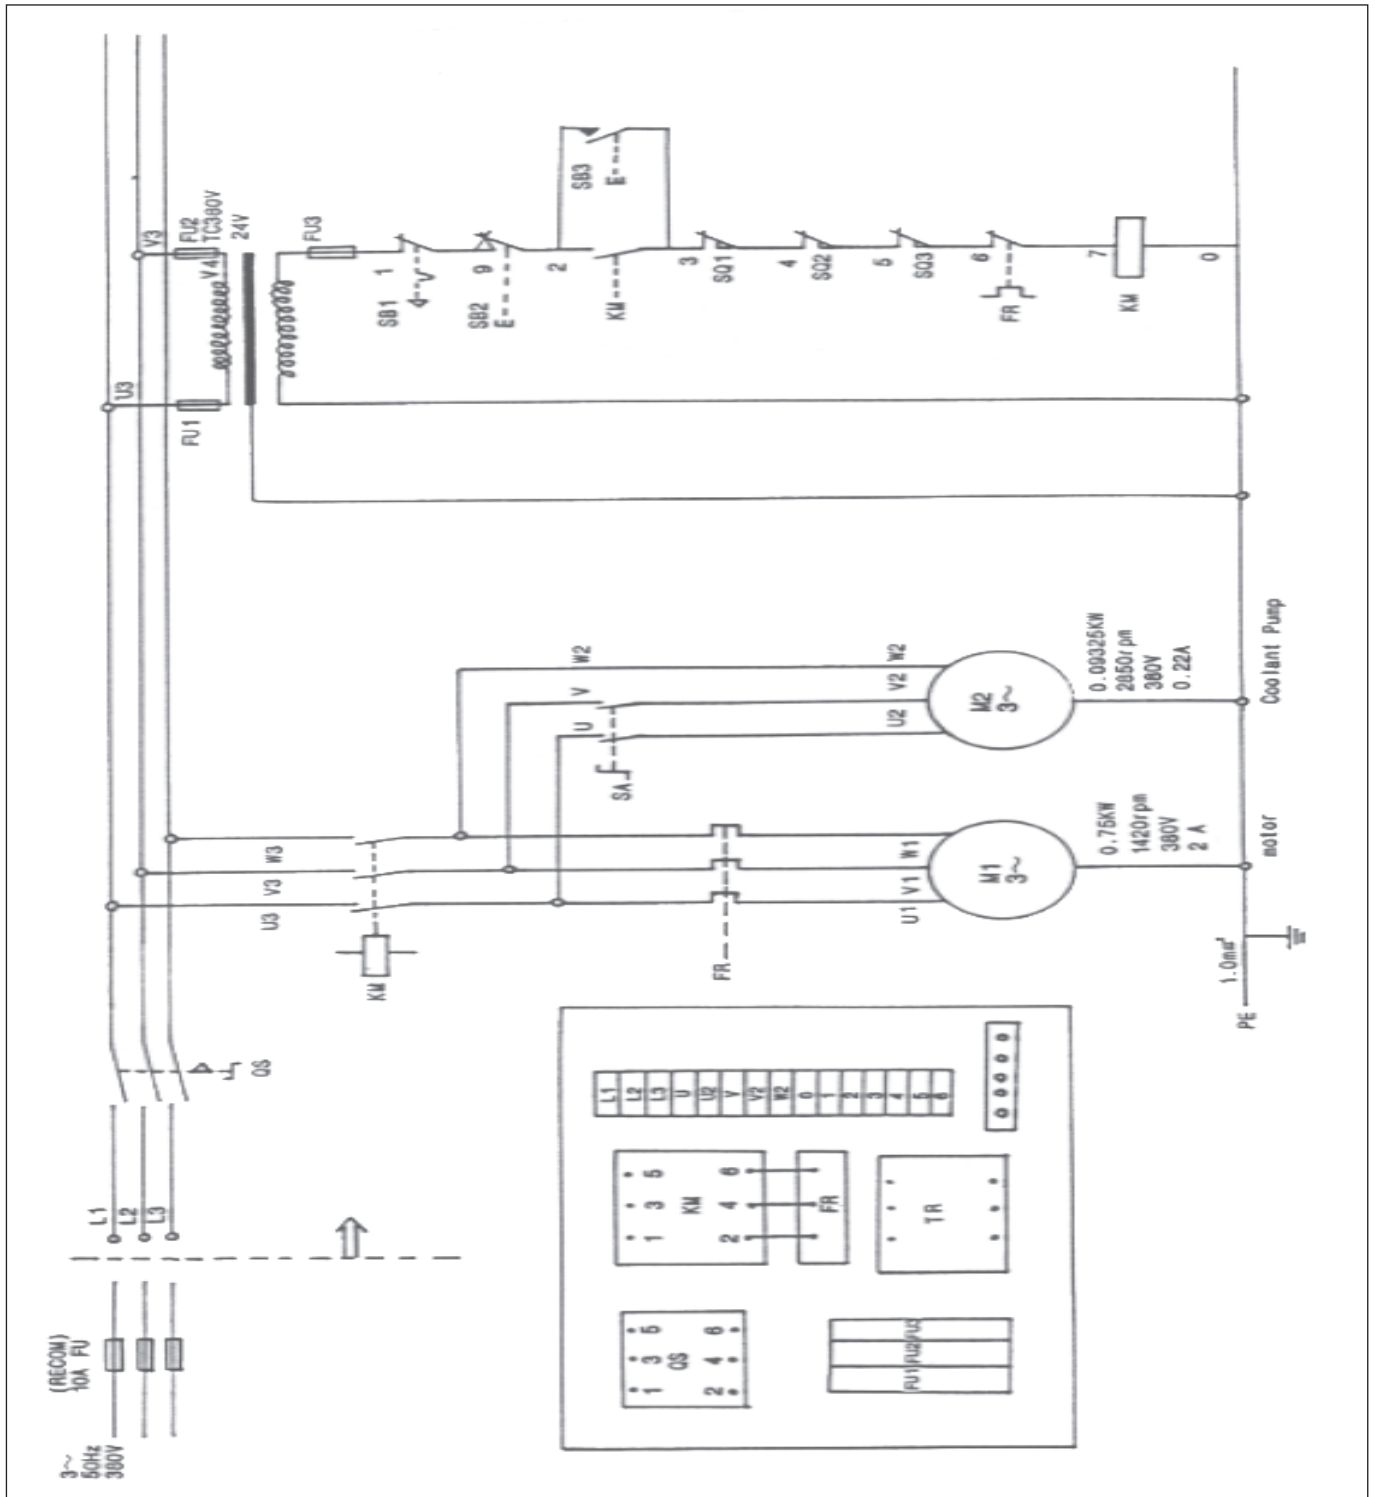 3~
50Hz
380V
(RECOM)
10A FU
L1
L2
L3
QS
U3
V3
W3
KM
FR
U1
V1
W1
M1
3~
0.75KW
1420rpm
380V
2 A
motor
PE
1.0mm²
SA
U
V
W2
U2
V2
W2
M2
3~
0.09325KW
2850rpm
380V
0.22A
Coolant Pump
U3
V3
FU1
FU2
V4
TC380V
24V
FU3
1
SB1
9
SB2
E
2
KM
SB3
E
3
SQ1
4
SQ2
5
SQ3
6
FR
7
KM
0
1
3
5
QS
2
4
6
1
3
5
KM
2
4
6
FR
TR
FU1
FU2
FU3
L1
L2
L3
U
U2
V
V2
W2
0
1
2
3
4
5
6